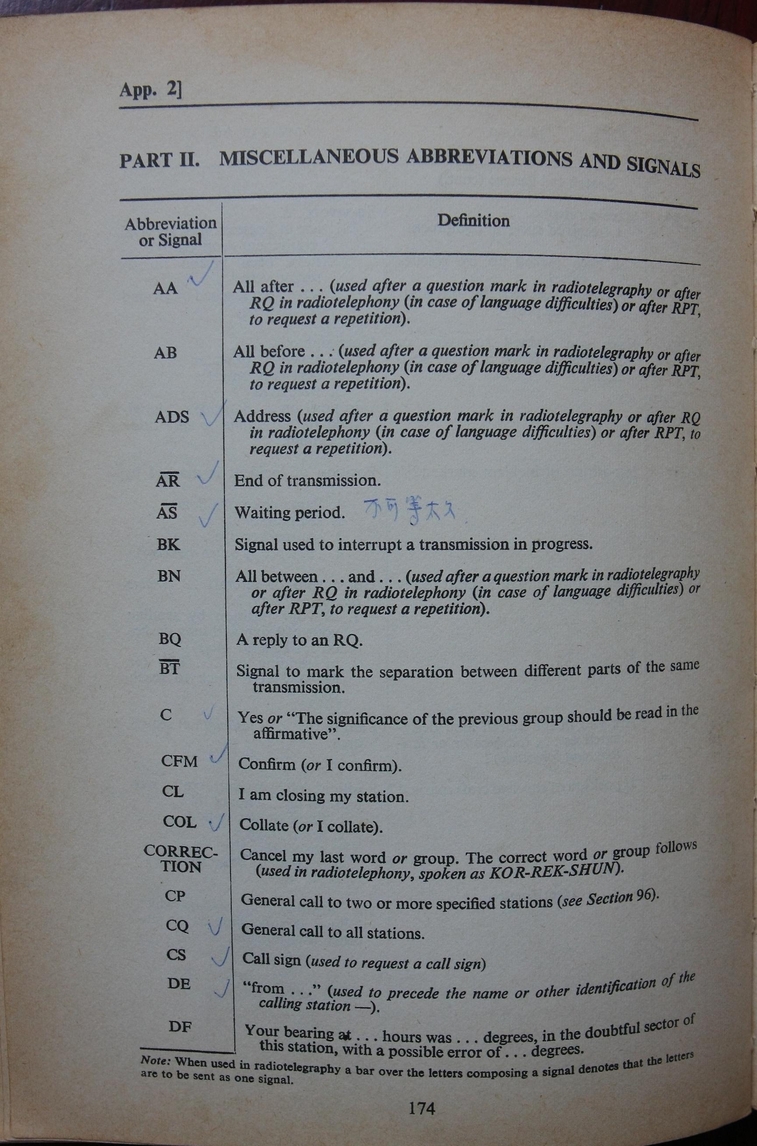 App. 2]
PART II. MISCELLANEOUS ABBREVIATIONS AND SIGNALS
Abbreviation
or Signal
Definition
AA All after . . . (used after a question mark in radiotelegraphy or after
RQ in radiotelephony (in case of language difficulties) or after RPT,
to request a repetition).
AB All before . . . (used after a question mark in radiotelegraphy or after
RQ in radiotelephony (in case of language difficulties) or after RPT,
to request a repetition).
ADS Address (used after a question mark in radiotelegraphy or after RQ
in radiotelephony (in case of language difficulties) or after RPT, to
request a repetition).
A̅R̅ End of transmission.
A̅S̅ Waiting period. 不可等太久
BK Signal used to interrupt a transmission in progress.
BN All between . . . and . . . (used after a question mark in radiotelegraphy
or after RQ in radiotelephony (in case of language difficulties) or
after RPT, to request a repetition).
BQ A reply to an RQ.
B̅T̅ Signal to mark the separation between different parts of the same
transmission.
C Yes or “The significance of the previous group should be read in the
affirmative”.
CFM Confirm (or I confirm).
CL I am closing my station.
COL Collate (or I collate).
CORREC-
TION
Cancel my last word or group. The correct word or group follows
(used in radiotelephony, spoken as KOR-REK-SHUN).
CP General call to two or more specified stations (see Section 96).
CQ General call to all stations.
CS Call sign (used to request a call sign)
DE “from . . .” (used to precede the name or other identification of the
calling station —).
DF Your bearing at . . . hours was . . . degrees, in the doubtful sector of
this station, with a possible error of . . . degrees.
Note: When used in radiotelegraphy a bar over the letters composing a signal denotes that the letters
are to be sent as one signal.
174